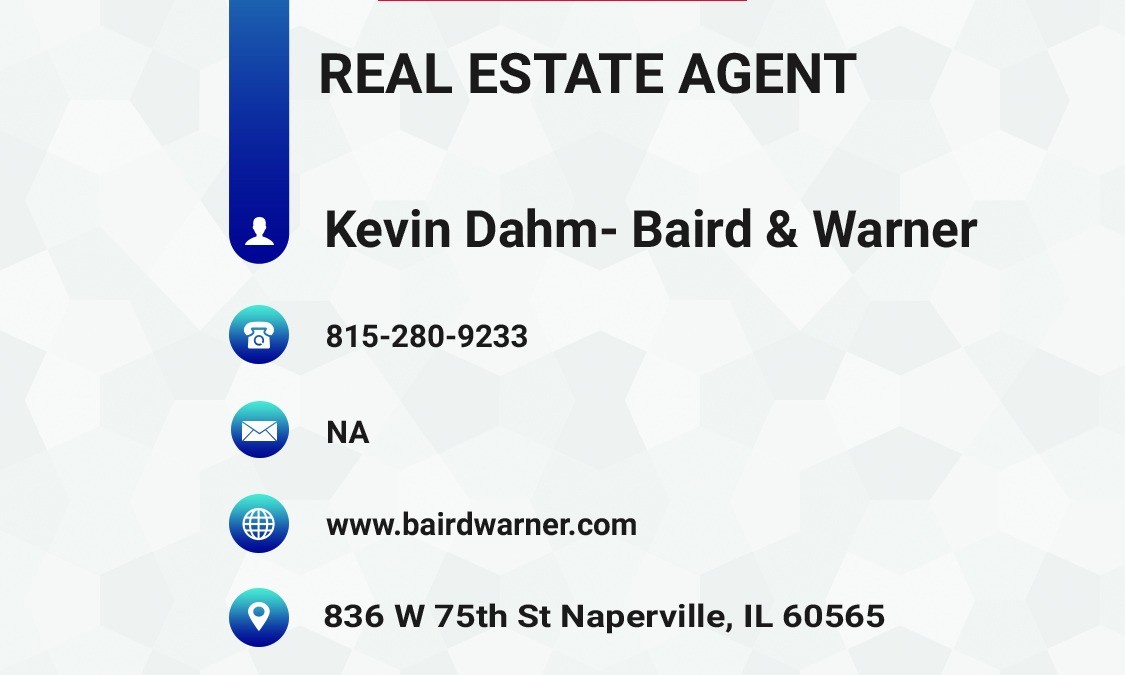 REAL ESTATE AGENT
Kevin Dahm- Baird & Warner
815-280-9233
NA
www.bairdwarner.com
836 W 75th St Naperville, IL 60565